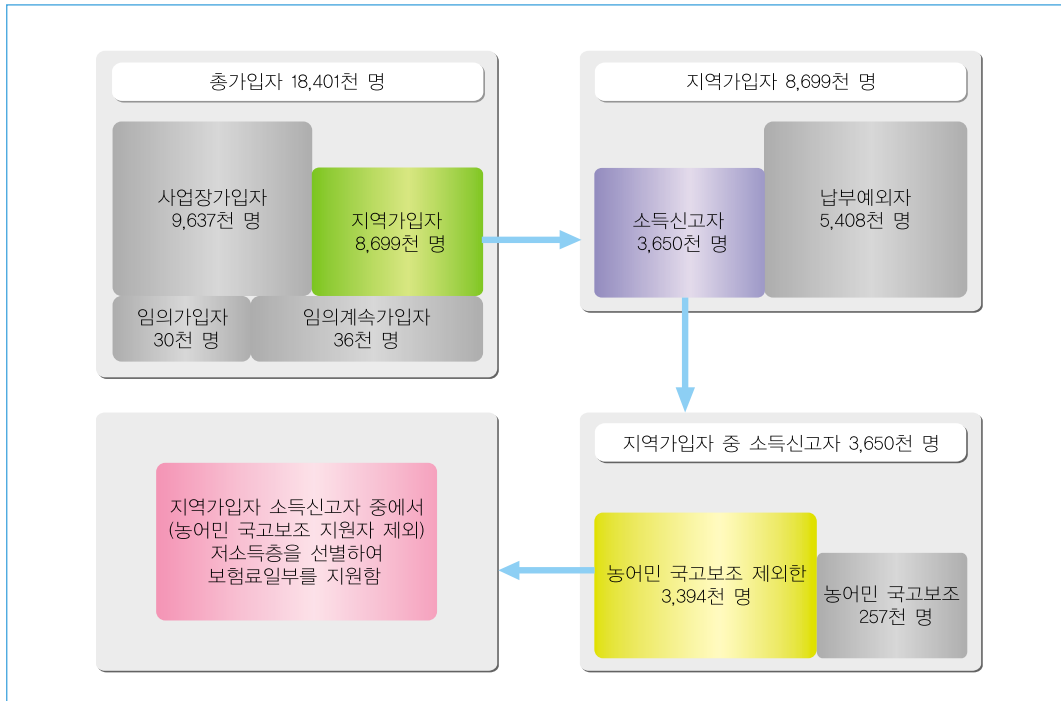 총가입자 18,401천 명
사업장가입자
9,637천 명
지역가입자
8,699천 명
임의가입자
30천 명
임의계속가입자
36천 명
지역가입자 8,699천 명
소득신고자
3,650천 명
납부예외자
5,408천 명
지역가입자 중 소득신고자 3,650천 명
농어민 국고보조 제외한
3,394천 명
농어민 국고보조
257천 명
지역가입자 소득신고자 중에서
(농어민 국고보조 지원자 제외)
저소득층을 선별하여
보험료일부를 지원함